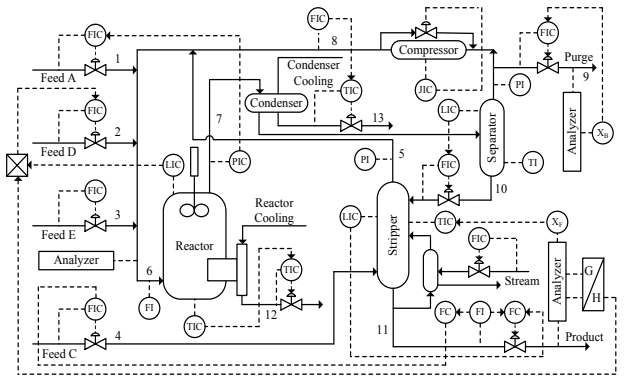 FIC
1
Feed A
FIC
8
TIC
Condenser
Cooling
13
Compressor
JIC
FIC
Purge
9
PI
Analyzer
X_B
FIC
2
Feed D
7
Condenser
LIC
Separator
TI
FIC
10
PI
5
LIC
PIC
FIC
3
Feed E
Reactor
Reactor
Cooling
TIC
12
TIC
Analyzer
6
FI
LIC
Stripper
TIC
X_F
FIC
Stream
Analyzer
G
H
FIC
4
Feed C
11
FC
FI
FC
Product